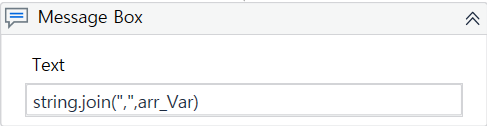 Message Box
Text
string.join(",",arr_Var)